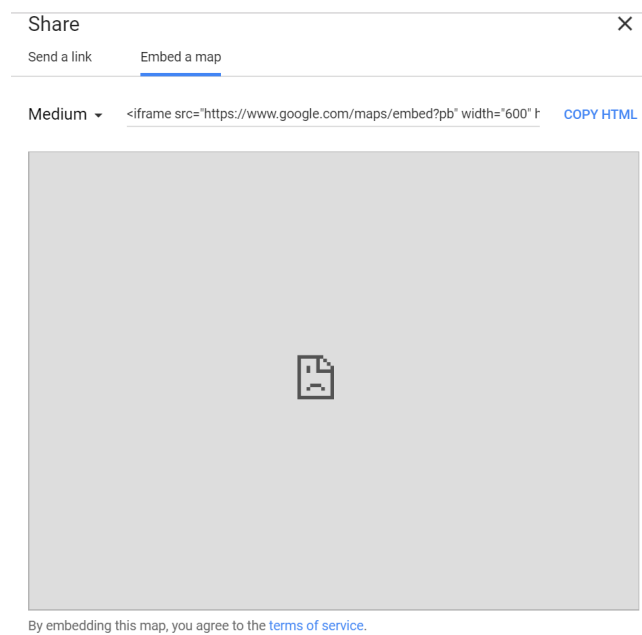 Share
Send a link Embed a map
Medium <iframe src="https://www.google.com/maps/embed?pb" width="600" h COPY HTML
By embedding this map, you agree to the terms of service.